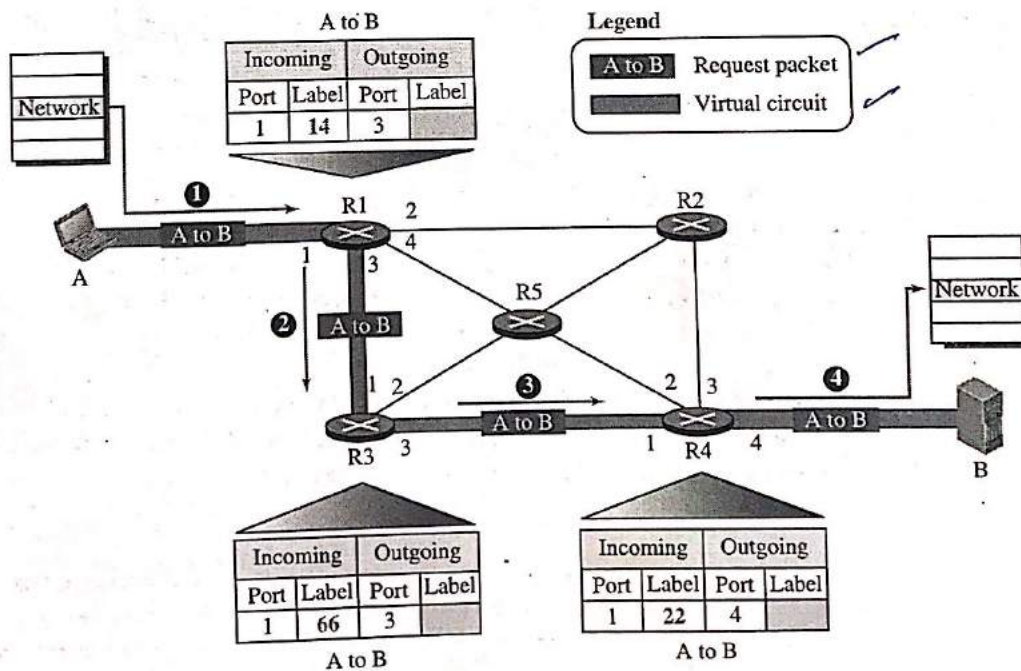 A to B
Incoming Outgoing
Port Label Port Label
1 14 3
Legend
A to B Request packet
Virtual circuit
Network
1
A to B
A
1
R1
2
4
3
R2
2
A to B
R5
Network
1
2
R3
3
3
A to B
2
3
R4
1
4
4
A to B
B
Incoming Outgoing
Port Label Port Label
1 66 3
A to B
Incoming Outgoing
Port Label Port Label
1 22 4
A to B